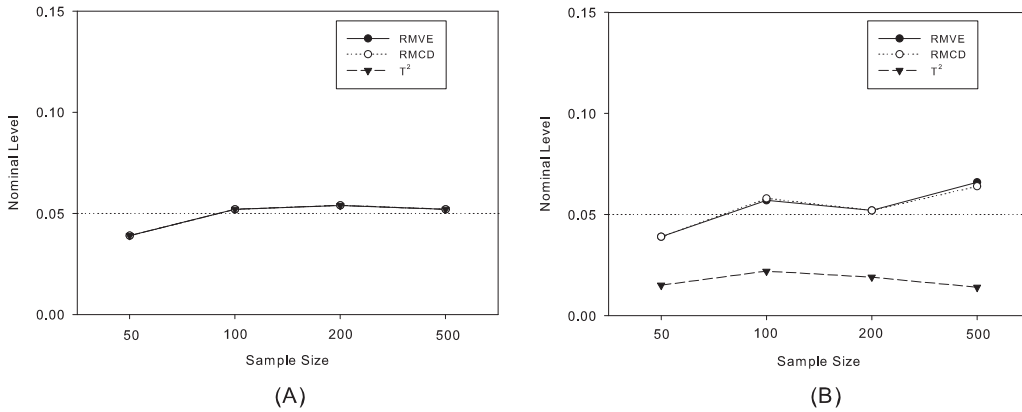 0.15
0.10
0.05
0.00
Nominal Level
RMVE
RMCD
T²
50 100 200 500
Sample Size
(A)
0.15
0.10
0.05
0.00
Nominal Level
RMVE
RMCD
T²
50 100 200 500
Sample Size
(B)